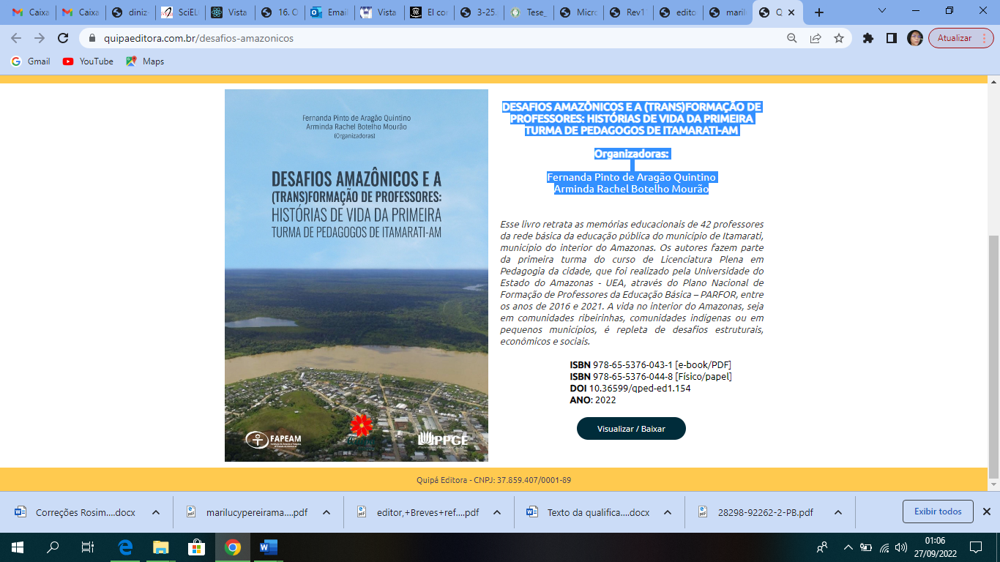 Caixa
Caixa
diniz-
SciEL
Vista
16. O
Email
Vista
El co
3-25.
Tese_
Micro
Rev1
edito
maril
Q
quipaeditora.com.br/desafios-amazonicos
Atualizar
Gmail
YouTube
Maps
Fernanda Pinto de Aragão Quintino
Arminda Rachel Botelho Mourão
(Organizadoras)
DESAFIOS AMAZÔNICOS E A
(TRANS)FORMAÇÃO DE PROFESSORES:
HISTÓRIAS DE VIDA DA PRIMEIRA
TURMA DE PEDAGOGOS DE ITAMARATI-AM
FAPEAM
PPGE
DESAFIOS AMAZÔNICOS E A (TRANS)FORMAÇÃO DE
PROFESSORES: HISTÓRIAS DE VIDA DA PRIMEIRA
TURMA DE PEDAGOGOS DE ITAMARATI-AM
Organizadoras:
Fernanda Pinto de Aragão Quintino
Arminda Rachel Botelho Mourão
Esse livro retrata as memórias educacionais de 42 professores
da rede básica da educação pública do município de Itamarati,
município do interior do Amazonas. Os autores fazem parte
da primeira turma do curso de Licenciatura Plena em
Pedagogia da cidade, que foi realizado pela Universidade do
Estado do Amazonas - UEA, através do Plano Nacional de
Formação de Professores da Educação Básica – PARFOR, entre
os anos de 2016 e 2021. A vida no interior do Amazonas, seja
em comunidades ribeirinhas, comunidades indígenas ou em
pequenos municípios, é repleta de desafios estruturais,
econômicos e sociais.
ISBN 978-65-5376-043-1 [e-book/PDF]
ISBN 978-65-5376-044-8 [Físico/papel]
DOI 10.36599/qped-ed1.154
ANO: 2022
Visualizar / Baixar
Quipá Editora - CNPJ: 37.859.407/0001-89
Correções Rosim....docx
marilucypereirama....pdf
editor,+Breves+ref....pdf
Texto da qualifica....docx
28298-92262-2-PB.pdf
Exibir todos
01:06
27/09/2022